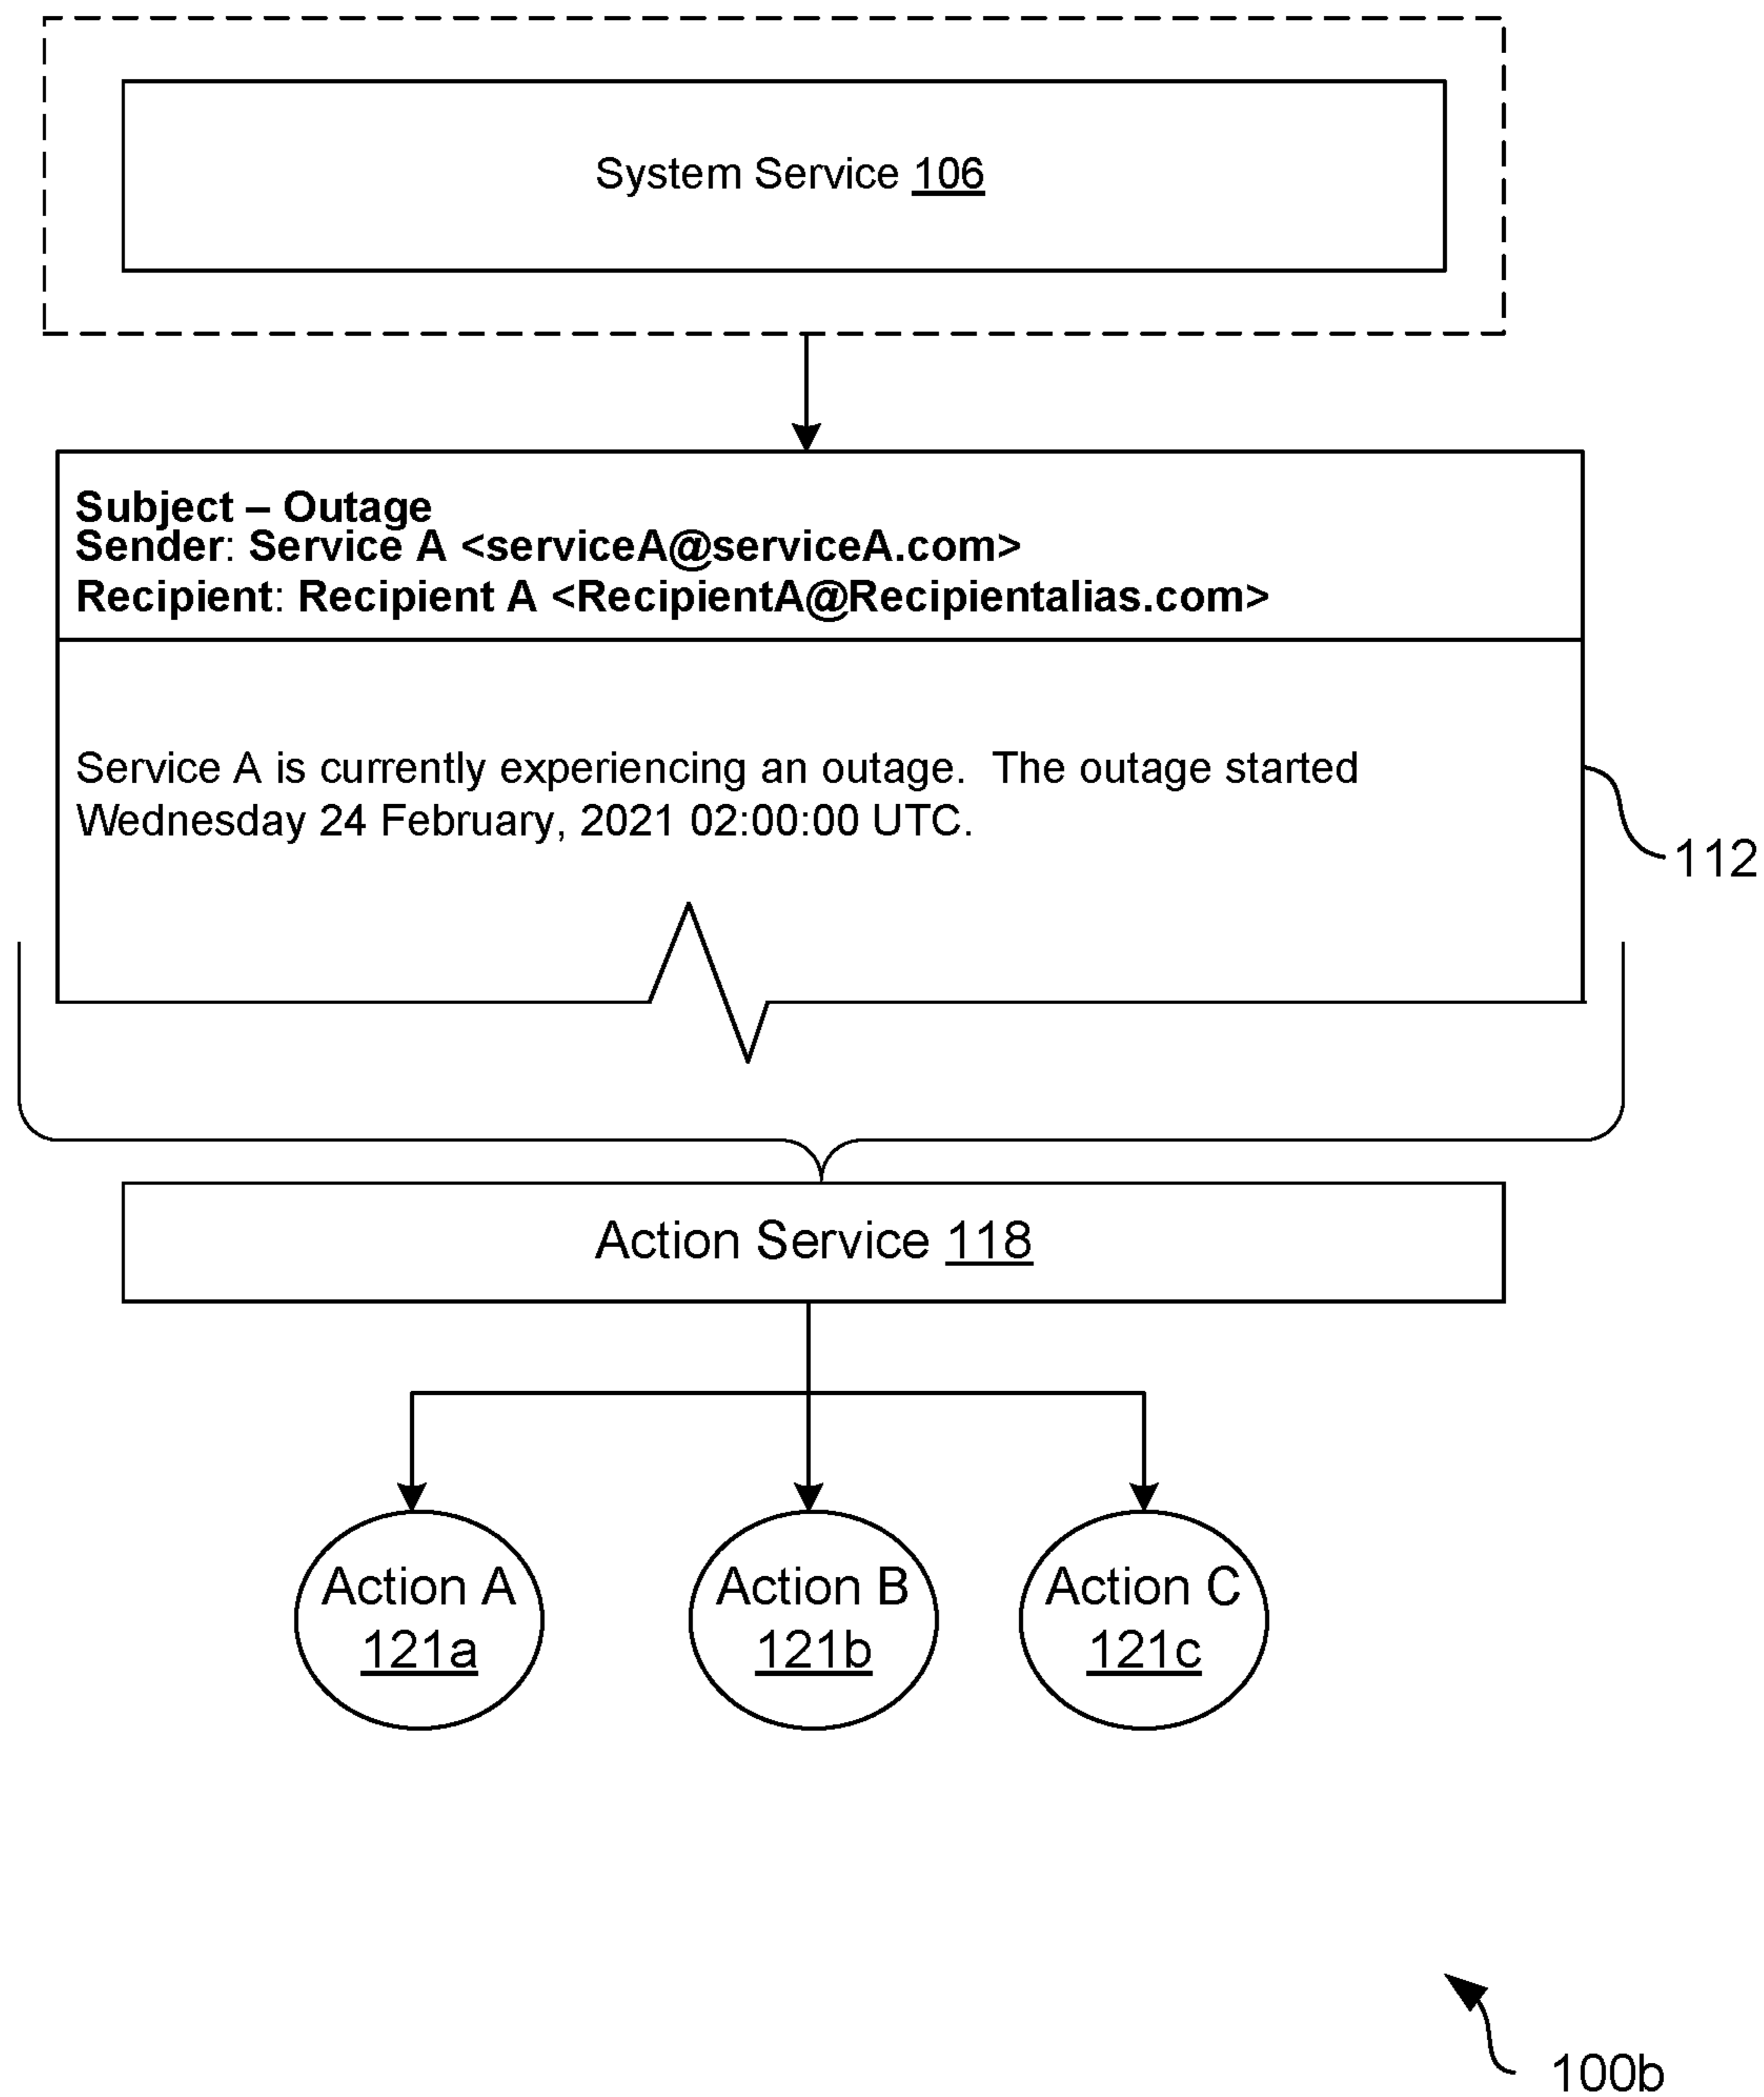 System Service 106
Subject – Outage
Sender: Service A <serviceA@serviceA.com>
Recipient: Recipient A <RecipientA@Recipientalias.com>
Service A is currently experiencing an outage.  The outage started
Wednesday 24 February, 2021 02:00:00 UTC.
112
Action Service 118
Action A
121a
Action B
121b
Action C
121c
100b